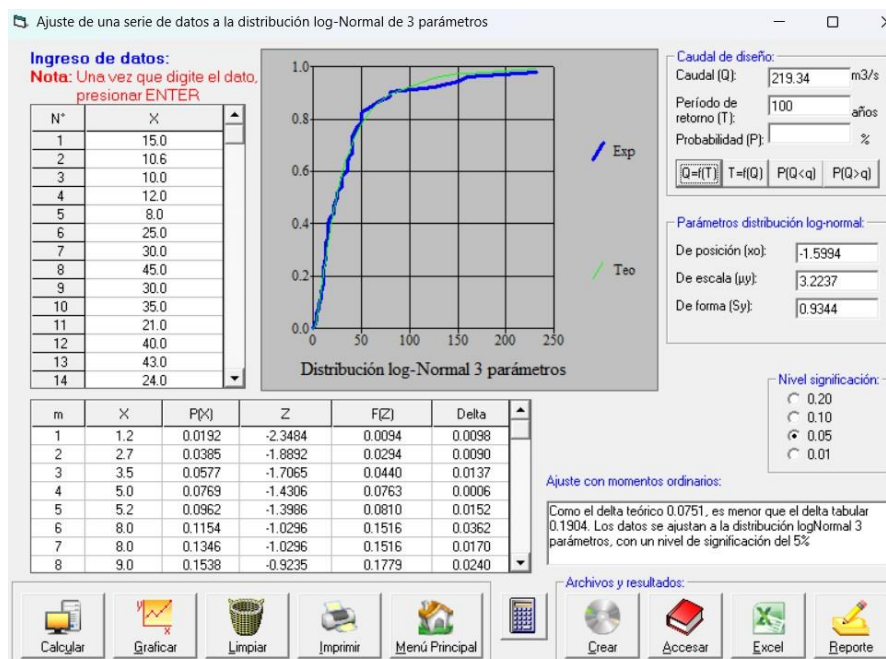 Ajuste de una serie de datos a la distribución log-Normal de 3 parámetros
Ingreso de datos:
Nota: Una vez que digite el dato,
presionar ENTER
N° X
1 15.0
2 10.6
3 10.0
4 12.0
5 8.0
6 25.0
7 30.0
8 45.0
9 30.0
10 35.0
11 21.0
12 40.0
13 43.0
14 24.0
1.0
0.8
0.6
0.4
0.2
0.0
0 50 100 150 200 250
Exp
Teo
Distribución log-Normal 3 parámetros
Caudal de diseño:
Caudal (Q): 219.34 m3/s
Período de
retorno (T): 100 años
Probabilidad (P): %
Q=f(T) T=f(Q) P(Q<q) P(Q>q)
Parámetros distribución log-normal:
De posición (xo): -1.5994
De escala (μy): 3.2237
De forma (Sy): 0.9344
Nivel significación:
0.20
0.10
0.05
0.01
m X P(X) Z F(Z) Delta
1 1.2 0.0192 -2.3484 0.0094 0.0098
2 2.7 0.0385 -1.8892 0.0294 0.0090
3 3.5 0.0577 -1.7065 0.0440 0.0137
4 5.0 0.0769 -1.4306 0.0763 0.0006
5 5.2 0.0962 -1.3986 0.0810 0.0152
6 8.0 0.1154 -1.0296 0.1516 0.0362
7 8.0 0.1346 -1.0296 0.1516 0.0170
8 9.0 0.1538 -0.9235 0.1779 0.0240
Ajuste con momentos ordinarios:
Como el delta teórico 0.0751, es menor que el delta tabular
0.1904. Los datos se ajustan a la distribución logNormal 3
parámetros, con un nivel de significación del 5%
Archivos y resultados:
Calcular Graficar Limpiar Imprimir Menú Principal Crear Accesar Excel Reporte